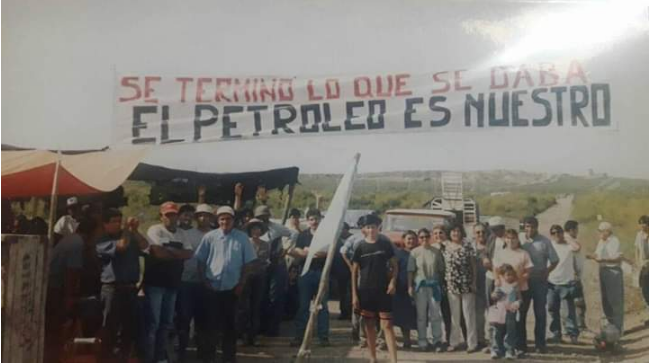 SE TERMINO LO QUE SE DABA
EL PETROLEO ES NUESTRO